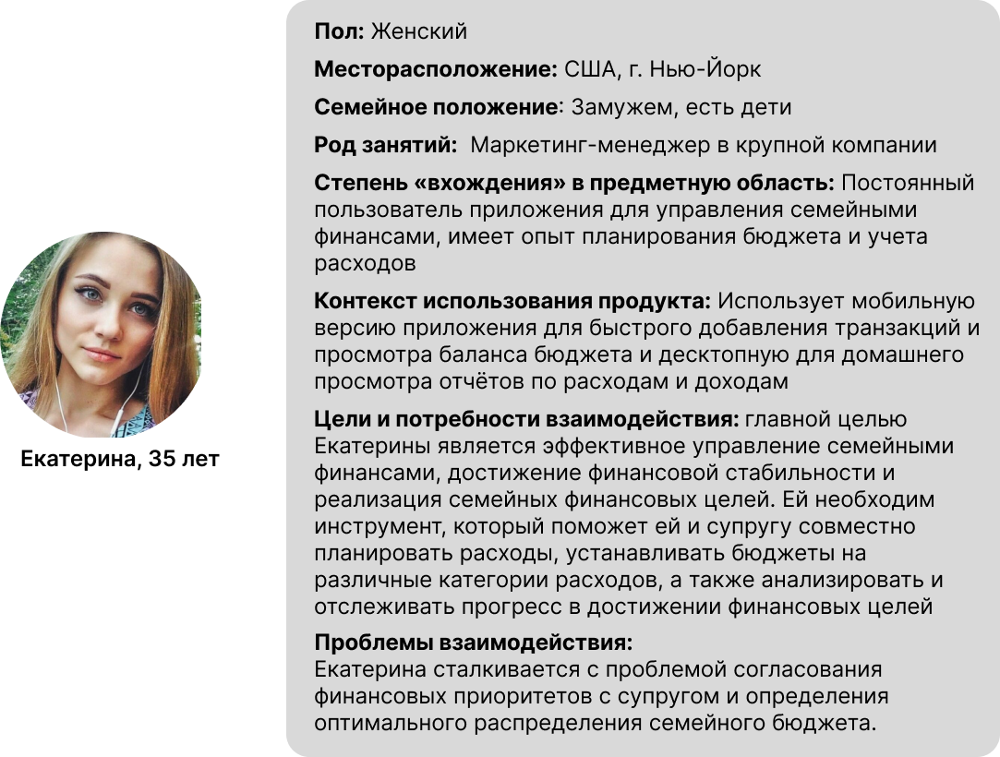 Пол: Женский
Месторасположение: США, г. Нью-Йорк
Семейное положение: Замужем, есть дети
Род занятий: Маркетинг-менеджер в крупной компании
Степень «вхождения» в предметную область: Постоянный
пользователь приложения для управления семейными
финансами, имеет опыт планирования бюджета и учета
расходов
Контекст использования продукта: Использует мобильную
версию приложения для быстрого добавления транзакций и
просмотра баланса бюджета и десктопную для домашнего
просмотра отчётов по расходам и доходам
Цели и потребности взаимодействия: главной целью
Екатерины является эффективное управление семейными
финансами, достижение финансовой стабильности и
реализация семейных финансовых целей. Ей необходим
инструмент, который поможет ей и супругу совместно
планировать расходы, устанавливать бюджеты на
различные категории расходов, а также анализировать и
отслеживать прогресс в достижении финансовых целей
Проблемы взаимодействия:
Екатерина сталкивается с проблемой согласования
финансовых приоритетов с супругом и определения
оптимального распределения семейного бюджета.
Екатерина, 35 лет